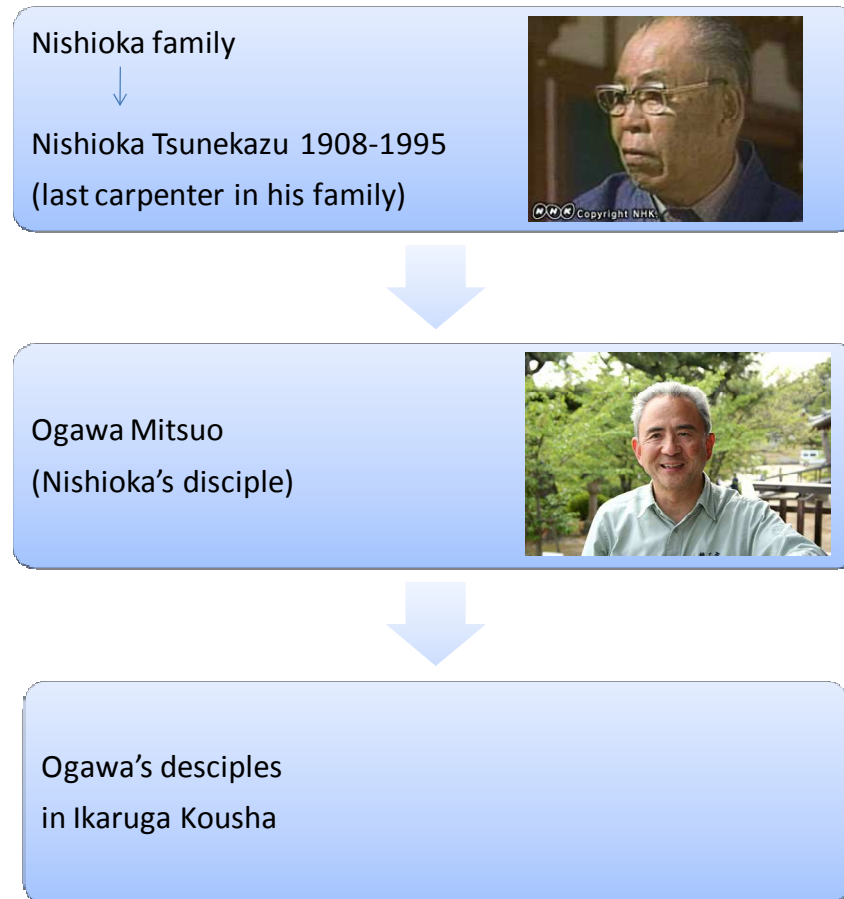 Nishioka family
Nishioka Tsunekazu 1908-1995
(last carpenter in his family)
NHK Copyright NHK.
Ogawa Mitsuo
(Nishioka’s disciple)
Ogawa’s desciples
in Ikaruga Kousha